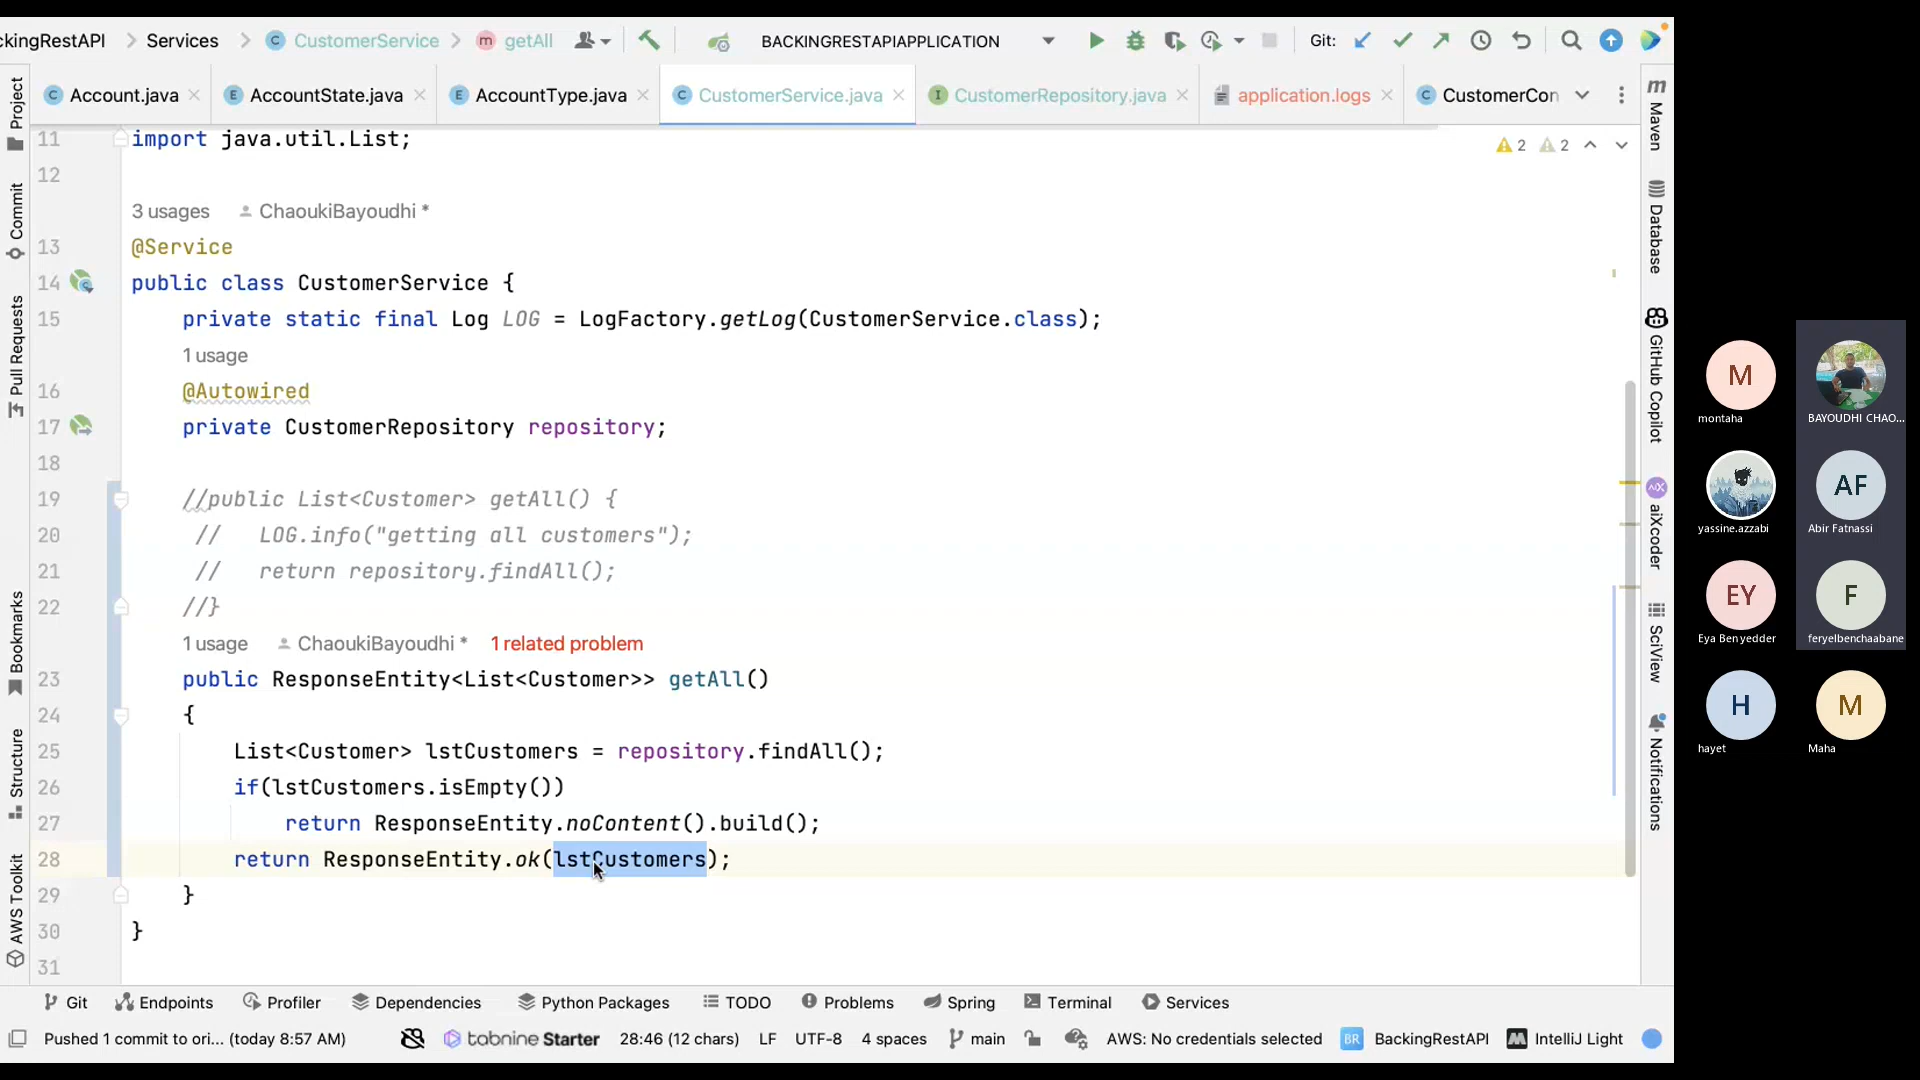 ckingRestAPI > Services > CustomerService > getAll BACKINGRESTAPIAPPLICATION Git:
Account.java AccountState.java AccountType.java CustomerService.java CustomerRepository.java application.logs CustomerCon
Project
Commit
Pull Requests
Bookmarks
Structure
AWS Toolkit
11 import java.util.List;
2 2
12
3 usages ChaoukiBayoudhi *
13 @Service
14 public class CustomerService {
15 private static final Log LOG = LogFactory.getLog(CustomerService.class);
1 usage
16 @Autowired
17 private CustomerRepository repository;
18
19 //public List<Customer> getAll() {
20 // LOG.info("getting all customers");
21 // return repository.findAll();
22 //}
1 usage ChaoukiBayoudhi * 1 related problem
23 public ResponseEntity<List<Customer>> getAll()
24 {
25 List<Customer> lstCustomers = repository.findAll();
26 if(lstCustomers.isEmpty())
27 return ResponseEntity.noContent().build();
28 return ResponseEntity.ok(lstCustomers);
29 }
30 }
31
m Maven
Database
GitHub Copilot
aiXcoder
SciView
Notifications
Git Endpoints Profiler Dependencies Python Packages TODO Problems Spring Terminal Services
Pushed 1 commit to ori... (today 8:57 AM) tabnine Starter 28:46 (12 chars) LF UTF-8 4 spaces main AWS: No credentials selected BR BackingRestAPI IntelliJ Light
M
montaha BAYOUDHI CHAO...
AF
yassine.azzabi Abir Fatnassi
EY F
Eya Benyedder feryelbenchaabane
H M
hayet Maha